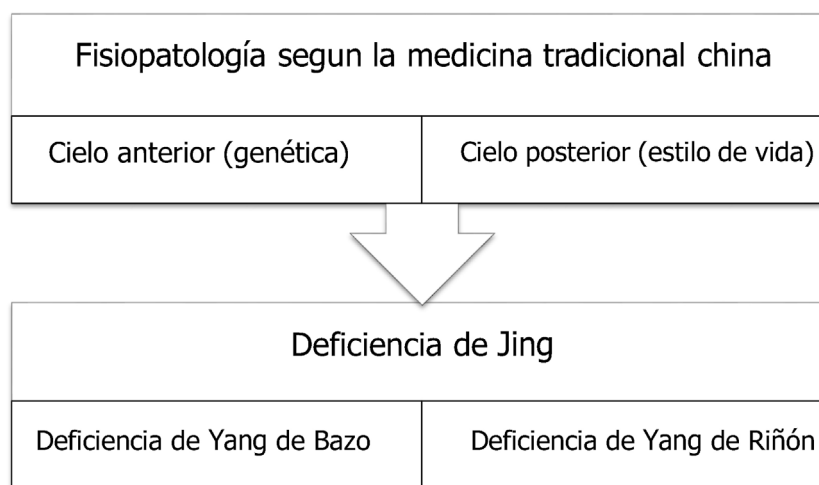 Fisiopatología segun la medicina tradicional china
Cielo anterior (genética)
Cielo posterior (estilo de vida)
Deficiencia de Jing
Deficiencia de Yang de Bazo
Deficiencia de Yang de Riñón